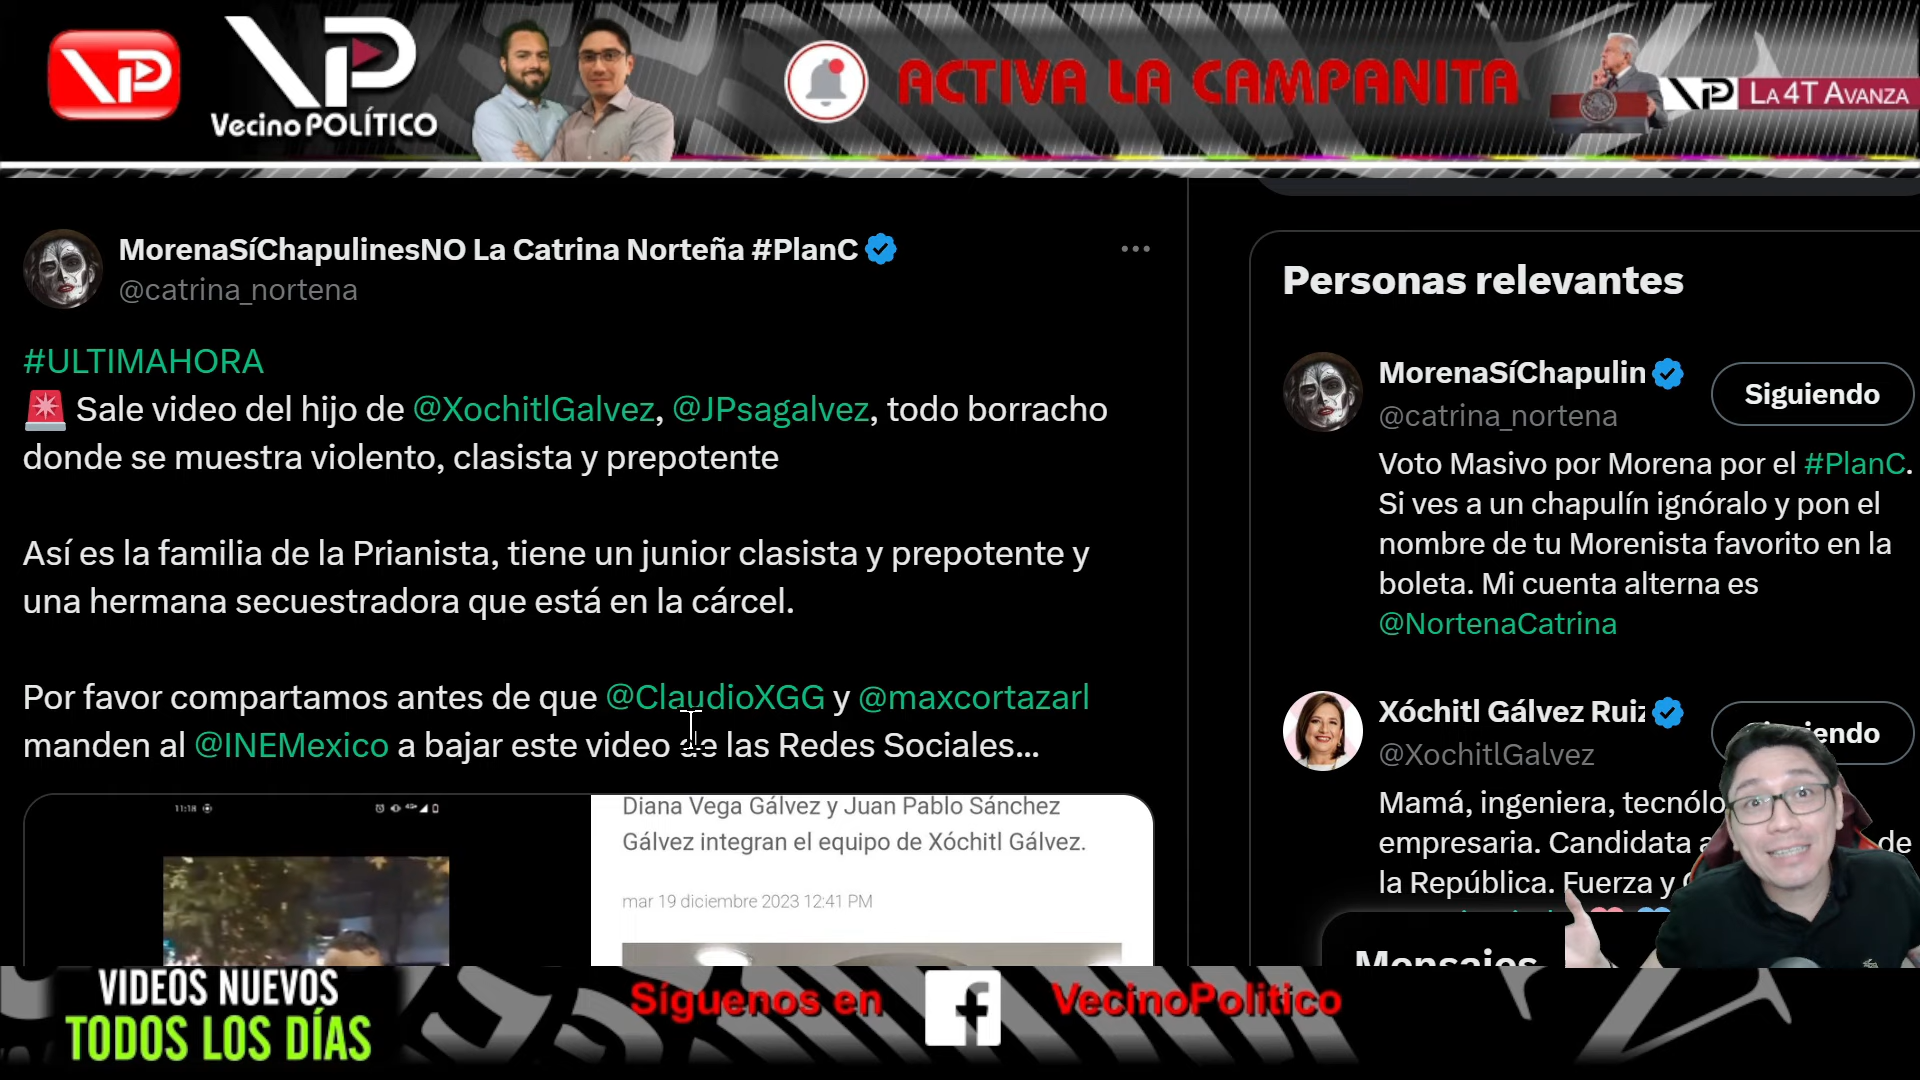 VP
VP
Vecino POLÍTICO
ACTIVA LA CAMPANITA
VP LA 4T AVANZA
MorenaSíChapulinesNO La Catrina Norteña #PlanC
@catrina_nortena
#ULTIMAHORA
🚨 Sale video del hijo de @XochitlGalvez, @JPsagalvez, todo borracho
donde se muestra violento, clasista y prepotente
Así es la familia de la Prianista, tiene un junior clasista y prepotente y
una hermana secuestradora que está en la cárcel.
Por favor compartamos antes de que @ClaudioXGG y @maxcortazarl
manden al @INEMexico a bajar este video de las Redes Sociales...
11:18
Diana Vega Gálvez y Juan Pablo Sánchez
Gálvez integran el equipo de Xóchitl Gálvez.
mar 19 diciembre 2023 12:41 PM
Personas relevantes
MorenaSíChapulin
@catrina_nortena
Siguiendo
Voto Masivo por Morena por el #PlanC.
Si ves a un chapulín ignóralo y pon el
nombre de tu Morenista favorito en la
boleta. Mi cuenta alterna es
@NortenaCatrina
Xóchitl Gálvez Ruiz
@XochitlGalvez
Mamá, ingeniera,
empresaria. Candidata de
la República. Fuerza y
Mensajes
VIDEOS NUEVOS
TODOS LOS DÍAS
Síguenos en
f
VecinoPolitico